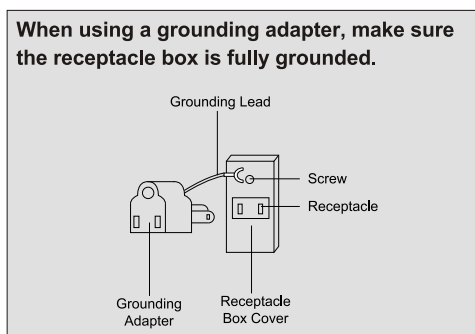 When using a grounding adapter, make sure
the receptacle box is fully grounded.
Grounding Lead
Screw
Receptacle
Grounding
Adapter
Receptacle
Box Cover